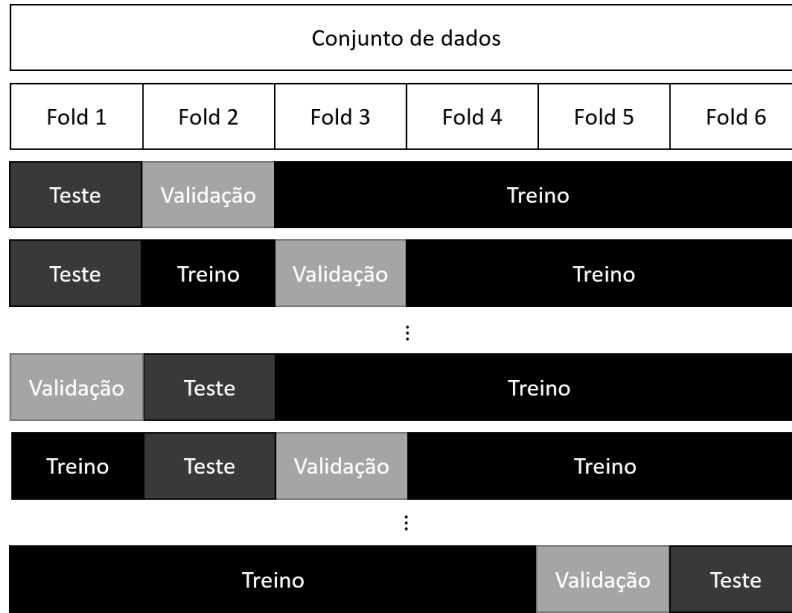 Conjunto de dados
Fold 1 Fold 2 Fold 3 Fold 4 Fold 5 Fold 6
Teste Validação Treino
Teste Treino Validação Treino
⋮
Validação Teste Treino
Treino Teste Validação Treino
⋮
Treino Validação Teste